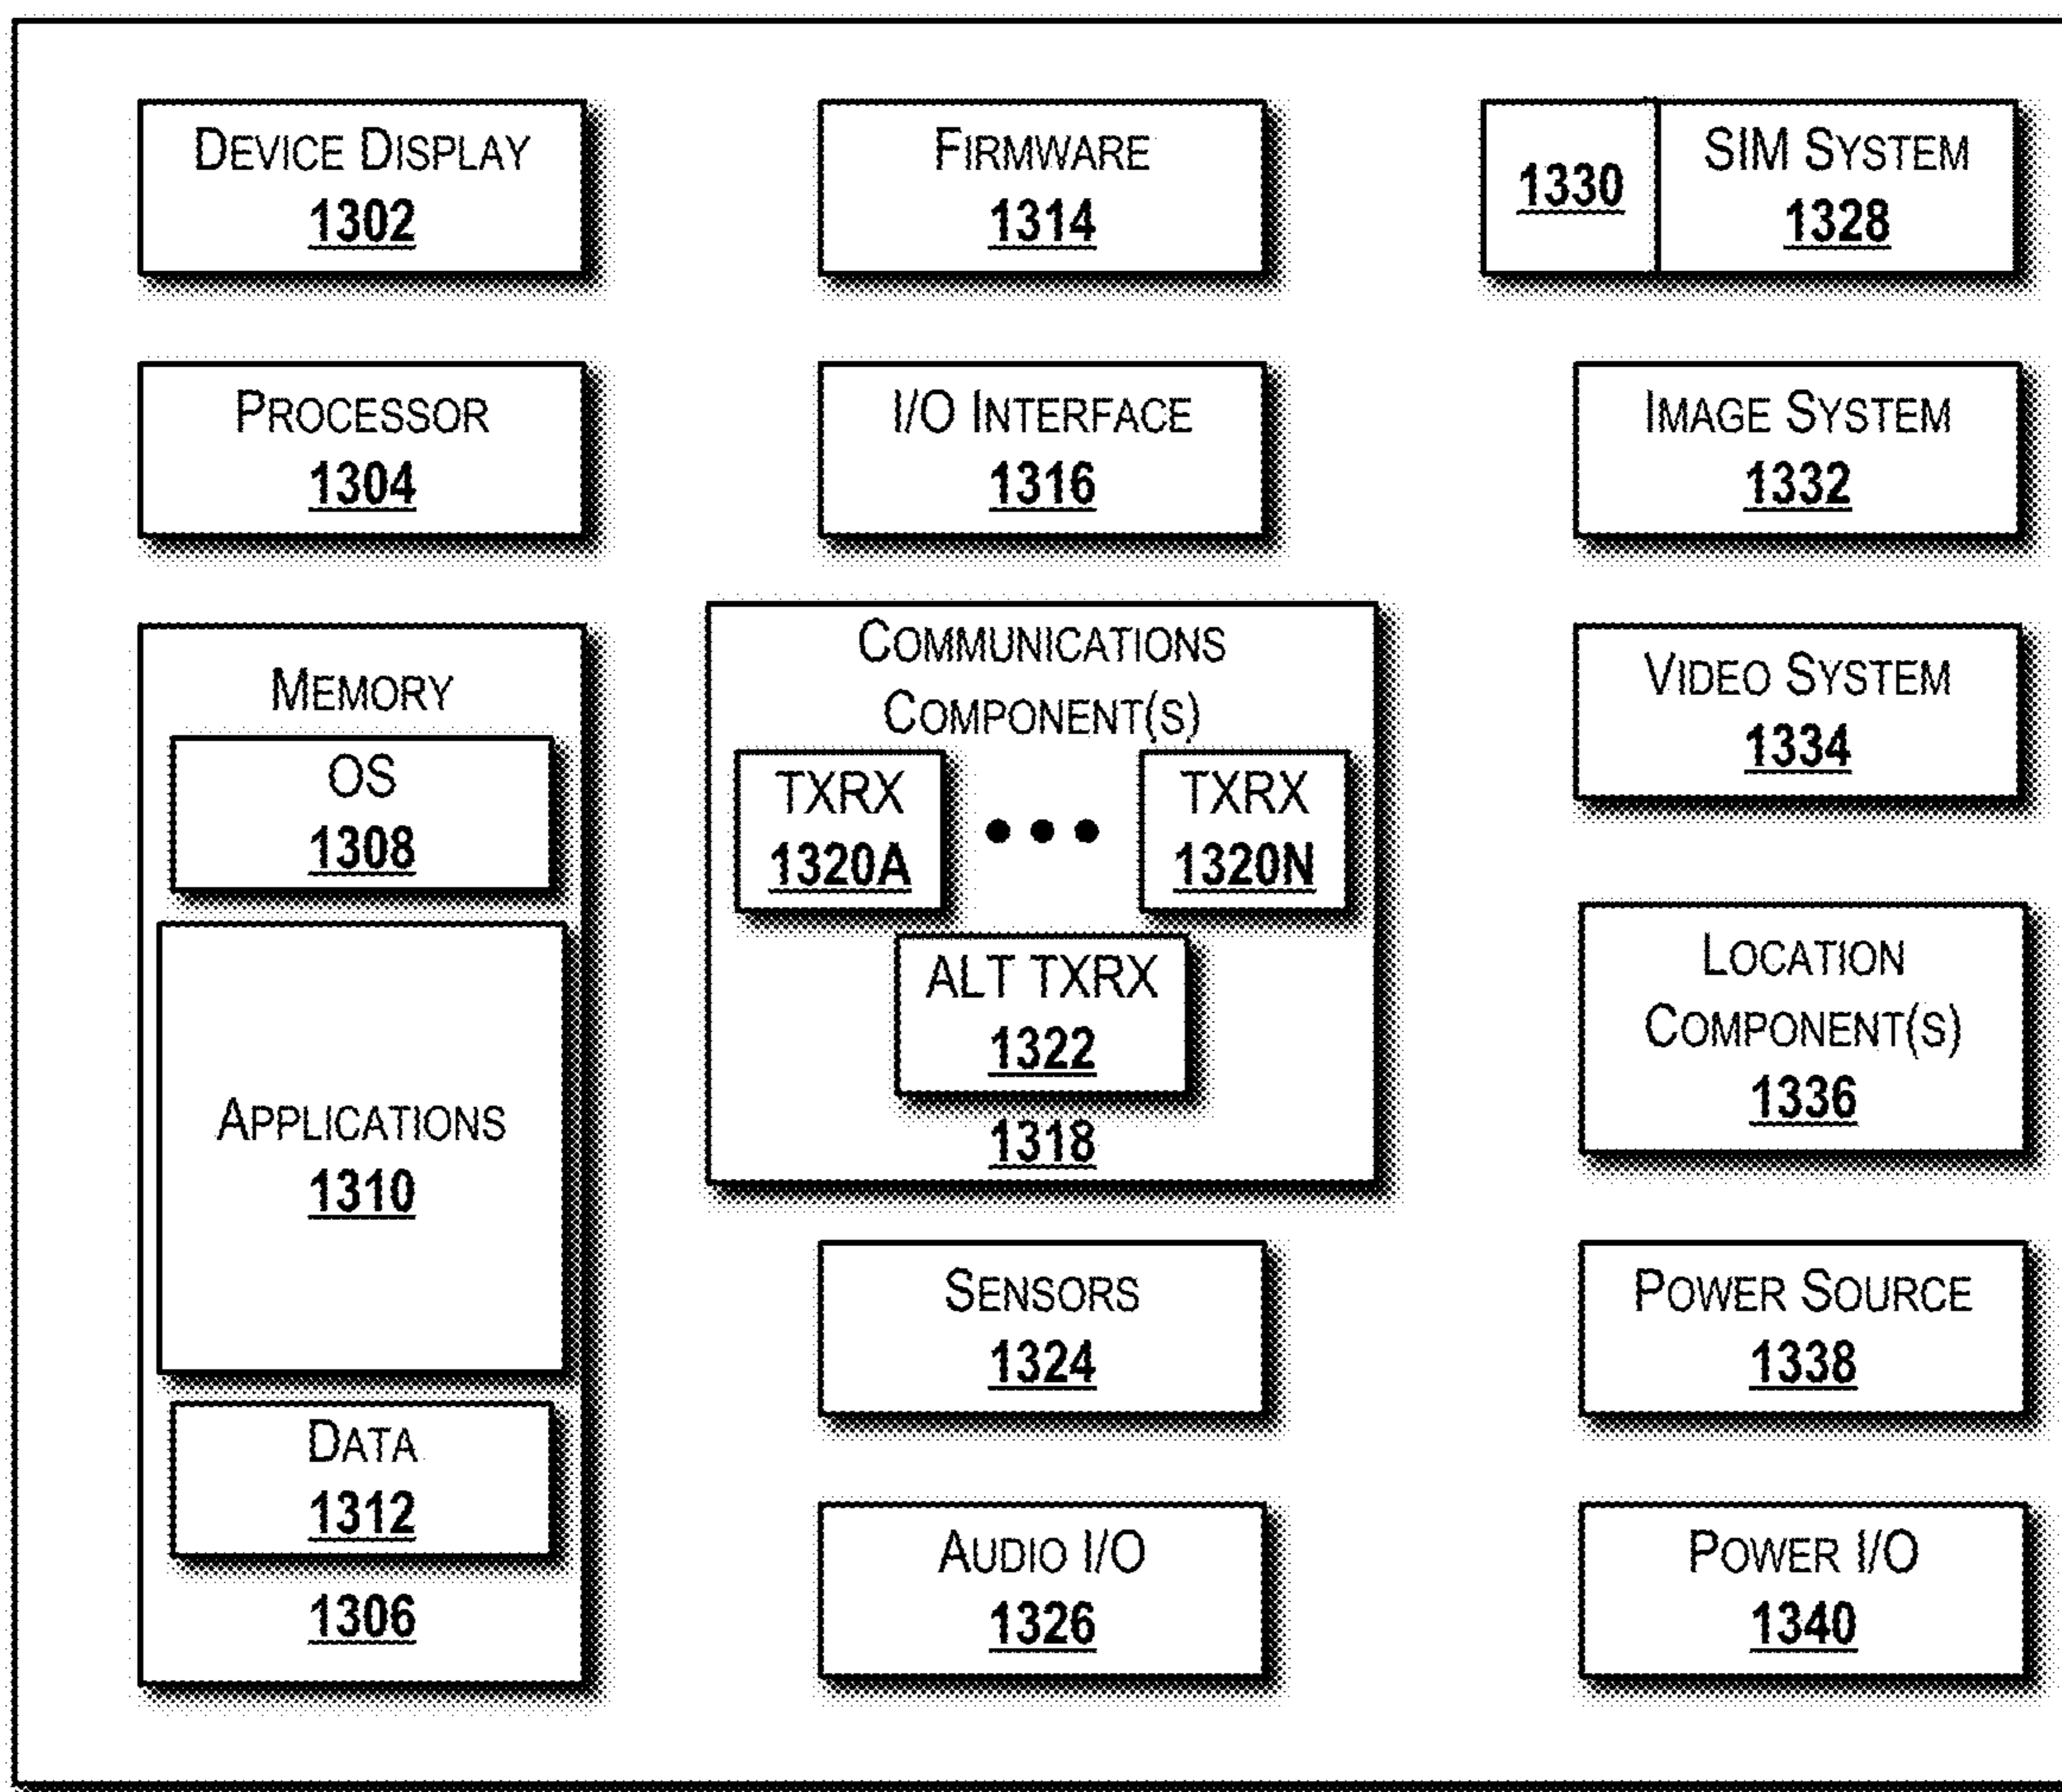 Device Display
1302
Processor
1304
Memory
OS
1308
Applications
1310
Data
1312
1306
Firmware
1314
I/O Interface
1316
Communications
Component(s)
TXRX
1320A
•••
TXRX
1320N
ALT TXRX
1322
1318
Sensors
1324
Audio I/O
1326
1330
SIM System
1328
Image System
1332
Video System
1334
Location
Component(s)
1336
Power Source
1338
Power I/O
1340